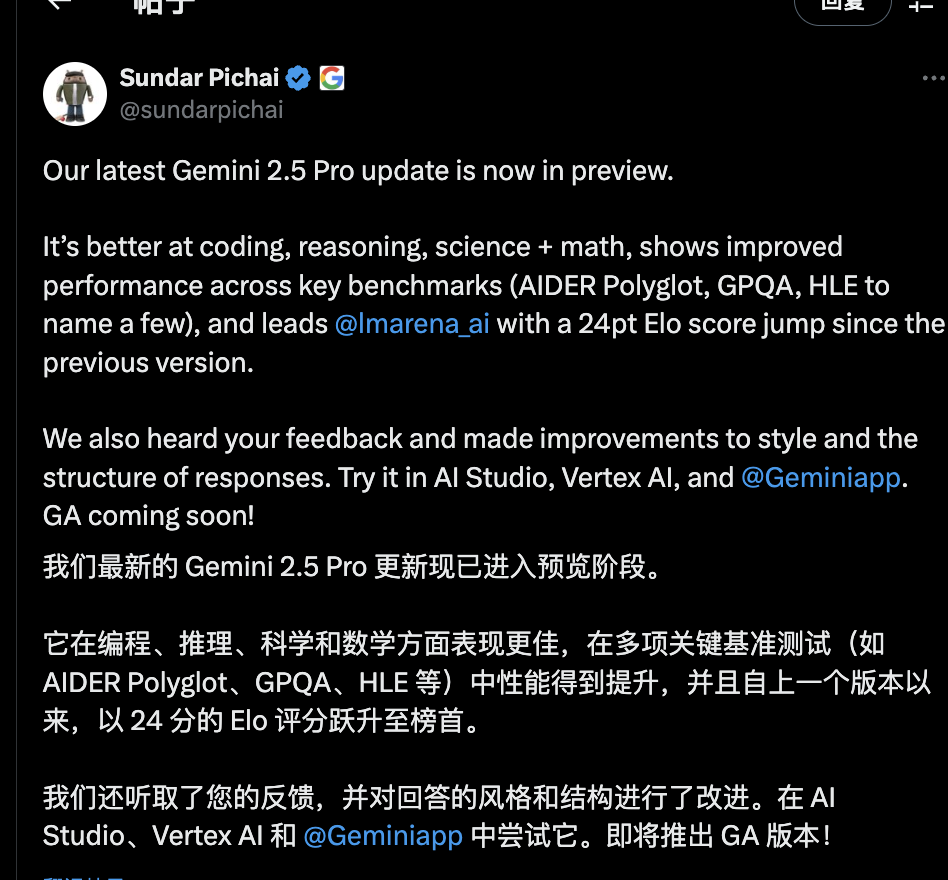 帖子
回复
Sundar Pichai
@sundarpichai
Our latest Gemini 2.5 Pro update is now in preview.
It’s better at coding, reasoning, science + math, shows improved
performance across key benchmarks (AIDER Polyglot, GPQA, HLE to
name a few), and leads @lmarena_ai with a 24pt Elo score jump since the
previous version.
We also heard your feedback and made improvements to style and the
structure of responses. Try it in AI Studio, Vertex AI, and @Geminiapp.
GA coming soon!
我们最新的 Gemini 2.5 Pro 更新现已进入预览阶段。
它在编程、推理、科学和数学方面表现更佳，在多项关键基准测试（如
AIDER Polyglot、GPQA、HLE 等）中性能得到提升，并且自上一个版本以
来，以 24 分的 Elo 评分跃升至榜首。
我们还听取了您的反馈，并对回答的风格和结构进行了改进。在 AI
Studio、Vertex AI 和 @Geminiapp 中尝试它。即将推出 GA 版本！